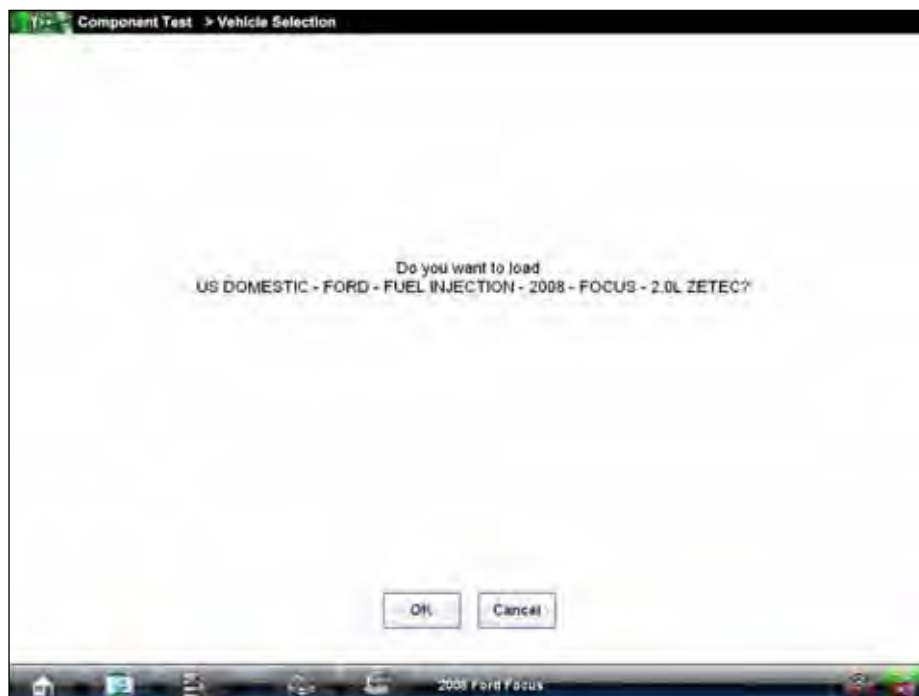 Component Test > Vehicle Selection
Do you want to load
US DOMESTIC - FORD - FUEL INJECTION - 2008 - FOCUS - 2.0L ZETEC?
OK Cancel
2008 Ford Focus